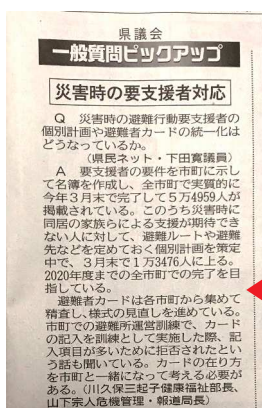 県議会
一般質問ピックアップ
災害時の要支援者対応
Q 災害時の避難行動要支援者の
個別計画や避難者カードの統一化は
どうなっているか。
(県民ネット・下田寛議員)
A 要支援者の要件を市町に示し
て名簿を作成し、全市町で実質的に
今年3月末で完了して5万4959人が
掲載されている。このうち災害時に
同居の家族らによる支援が期待でき
ない人に対して、避難ルートや避難
先などを定めておく個別計画を策定
中で、3月末で1万3476人に上る。
2020年度までの全市町での完了を目
指している。
避難者カードは各市町から集めて
精査し、様式の見直しを進めている。
市町での避難所運営訓練で、カード
の記入を訓練として実施した際、記
入項目が多いために拒否されたとい
う話も聞いている。カードの在り方
を市町と一緒になって考える必要が
ある。(川久保三起子健康福祉部長、
山下宗人危機管理・報道局長)